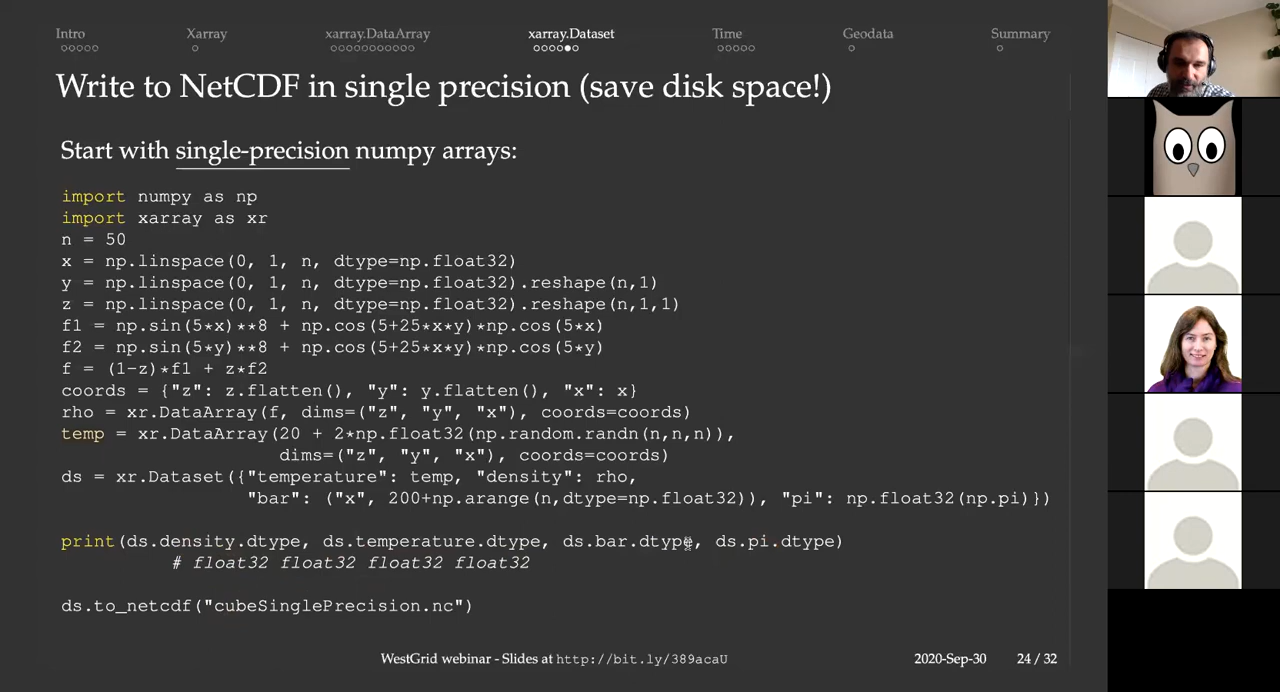 Intro Xarray xarray.DataArray xarray.Dataset Time Geodata Summary
Write to NetCDF in single precision (save disk space!)
Start with single-precision numpy arrays:
import numpy as np
import xarray as xr
n = 50
x = np.linspace(0, 1, n, dtype=np.float32)
y = np.linspace(0, 1, n, dtype=np.float32).reshape(n,1)
z = np.linspace(0, 1, n, dtype=np.float32).reshape(n,1,1)
f1 = np.sin(5*x)**8 + np.cos(5+25*x*y)*np.cos(5*x)
f2 = np.sin(5*y)**8 + np.cos(5+25*x*y)*np.cos(5*y)
f = (1-z)*f1 + z*f2
coords = {"z": z.flatten(), "y": y.flatten(), "x": x}
rho = xr.DataArray(f, dims=("z", "y", "x"), coords=coords)
temp = xr.DataArray(20 + 2*np.float32(np.random.randn(n,n,n)),
dims=("z", "y", "x"), coords=coords)
ds = xr.Dataset({"temperature": temp, "density": rho,
"bar": ("x", 200+np.arange(n,dtype=np.float32)), "pi": np.float32(np.pi)})
print(ds.density.dtype, ds.temperature.dtype, ds.bar.dtype, ds.pi.dtype)
# float32 float32 float32 float32
ds.to_netcdf("cubeSinglePrecision.nc")
WestGrid webinar - Slides at http://bit.ly/389acaU 2020-Sep-30 24 / 32